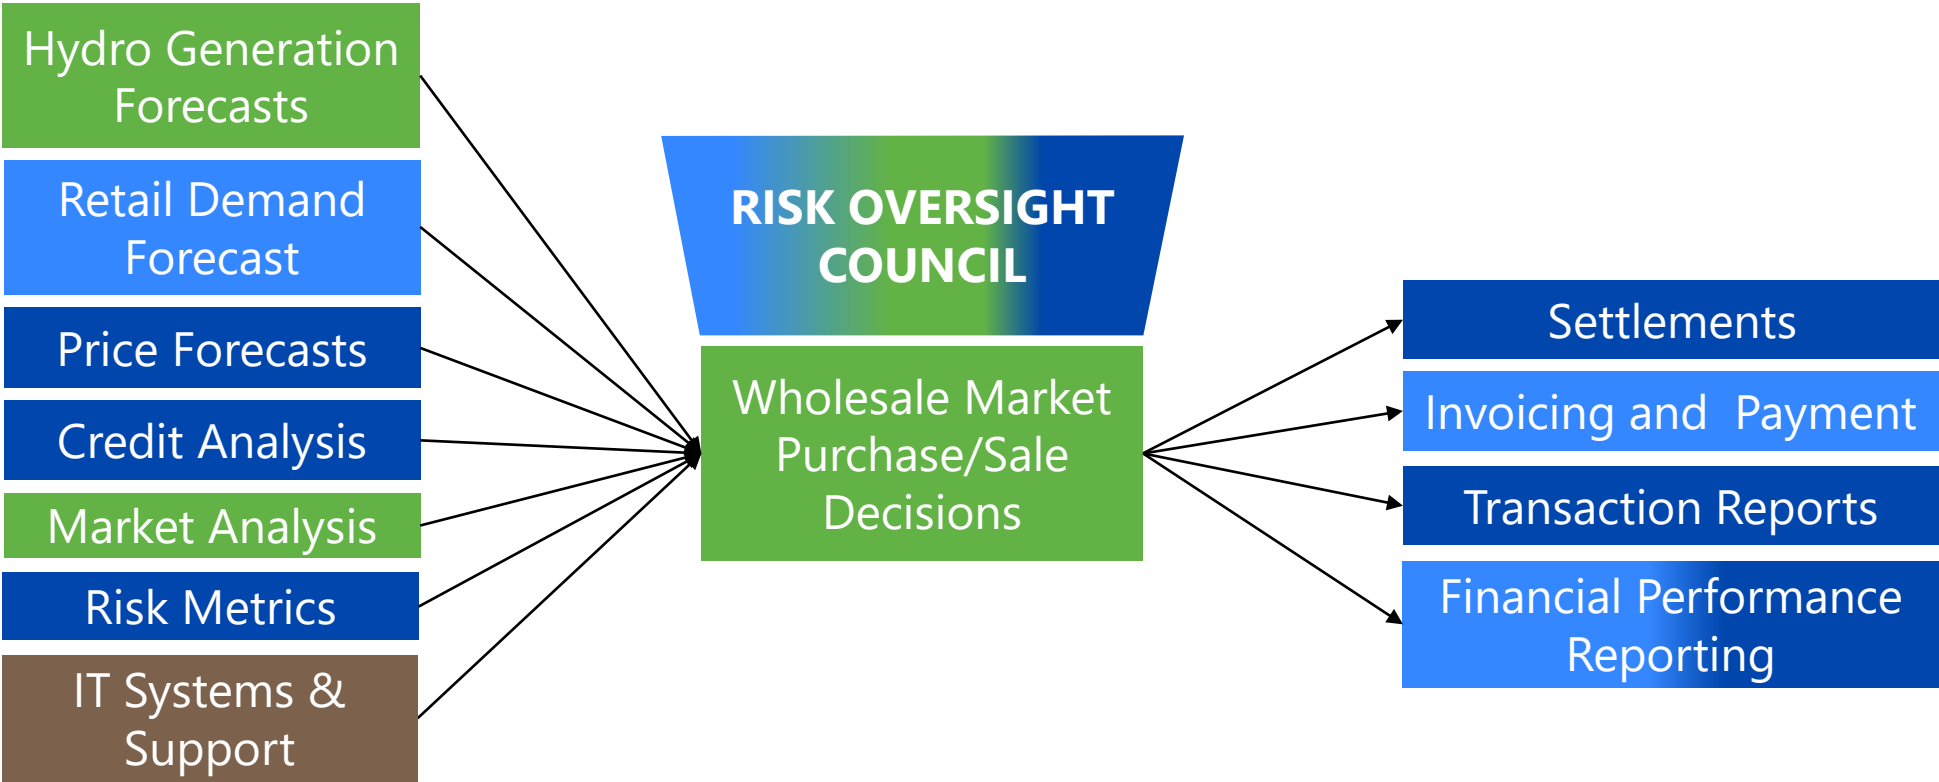 Hydro Generation
Forecasts
Retail Demand
Forecast
Price Forecasts
Credit Analysis
Market Analysis
Risk Metrics
IT Systems &
Support
RISK OVERSIGHT
COUNCIL
Wholesale Market
Purchase/Sale
Decisions
Settlements
Invoicing and  Payment
Transaction Reports
Financial Performance
Reporting